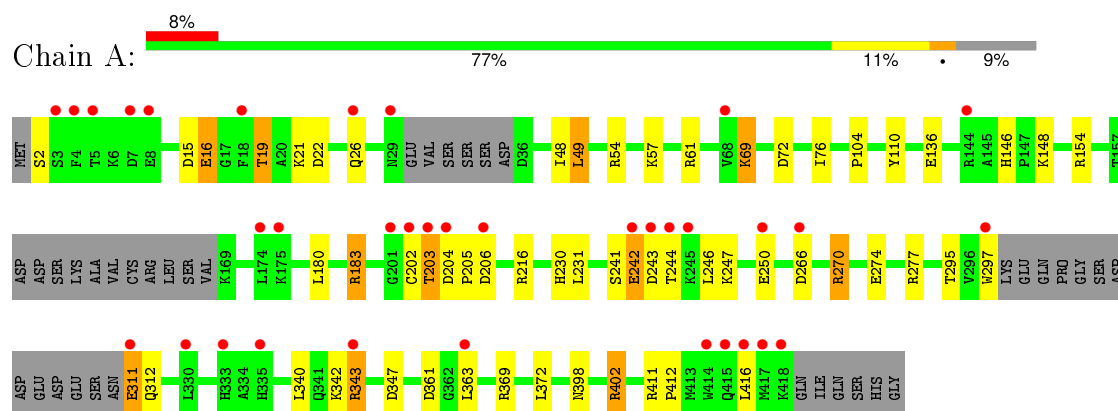 8%
Chain A:
77% 11% • 9%
MET S2 S3 F4 T5 K6 D7 E8 D15 E16 G17 F18 T19 A20 K21 D22 Q26 N29 GLU VAL SER SER SER ASP D36 I48 L49 R54 K57 R61 V68 K69 D72 I76 P104 Y110 E136 R144 A145 H146 P147 K148 R154 T157
ASP ASP SER LYS ALA VAL CYS ARG LEU SER VAL K169 L174 K175 L180 R183 G201 C202 T203 D204 P205 D206 R216 H230 L231 S241 E242 D243 T244 K245 L246 K247 E250 D266 R270 E274 R277 T295 V296 W297 LYS GLU GLN PRO GLY SER ASP
ASP GLU ASP GLU SER ASN E311 Q312 L330 H333 A334 H335 L340 Q341 K342 R343 D347 D361 G362 L363 R369 L372 N398 R402 R411 P412 M413 W414 Q415 L416 M417 K418 GLN ILE GLN SER HIS GLY